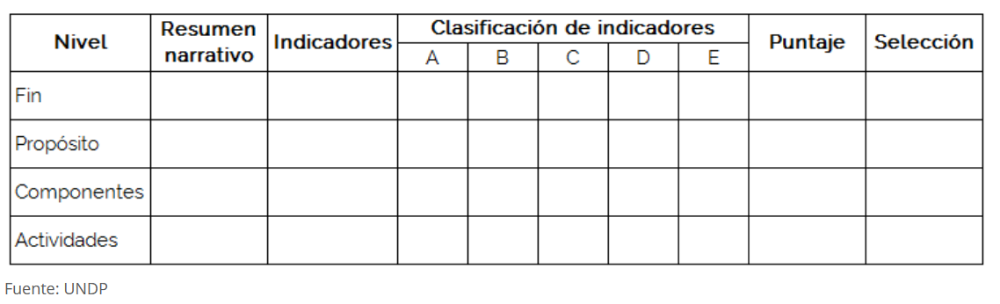 Nivel
Resumen
narrativo
Indicadores
Clasificación de indicadores
A B C D E
Puntaje
Selección
Fin
Propósito
Componentes
Actividades
Fuente: UNDP